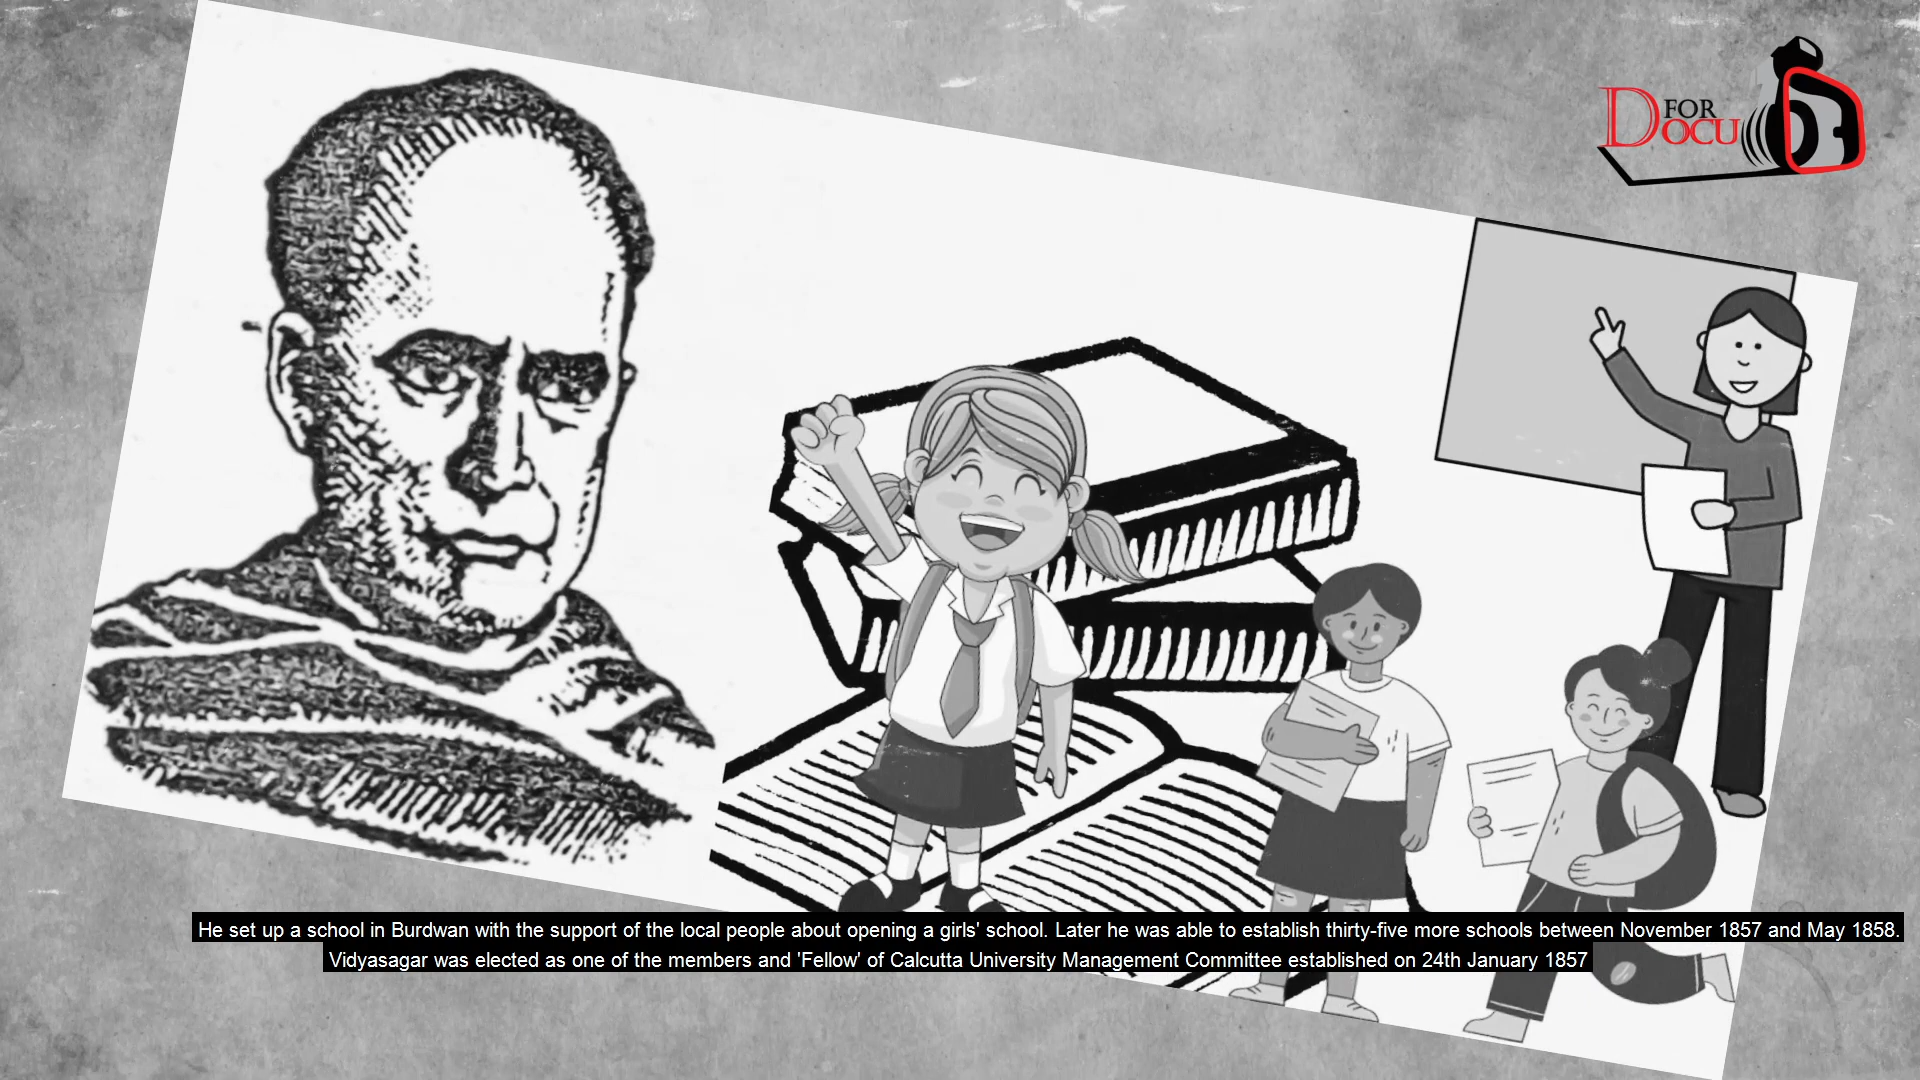 D FOR
DOCU
He set up a school in Burdwan with the support of the local people about opening a girls' school. Later he was able to establish thirty-five more schools between November 1857 and May 1858.
Vidyasagar was elected as one of the members and 'Fellow' of Calcutta University Management Committee established on 24th January 1857